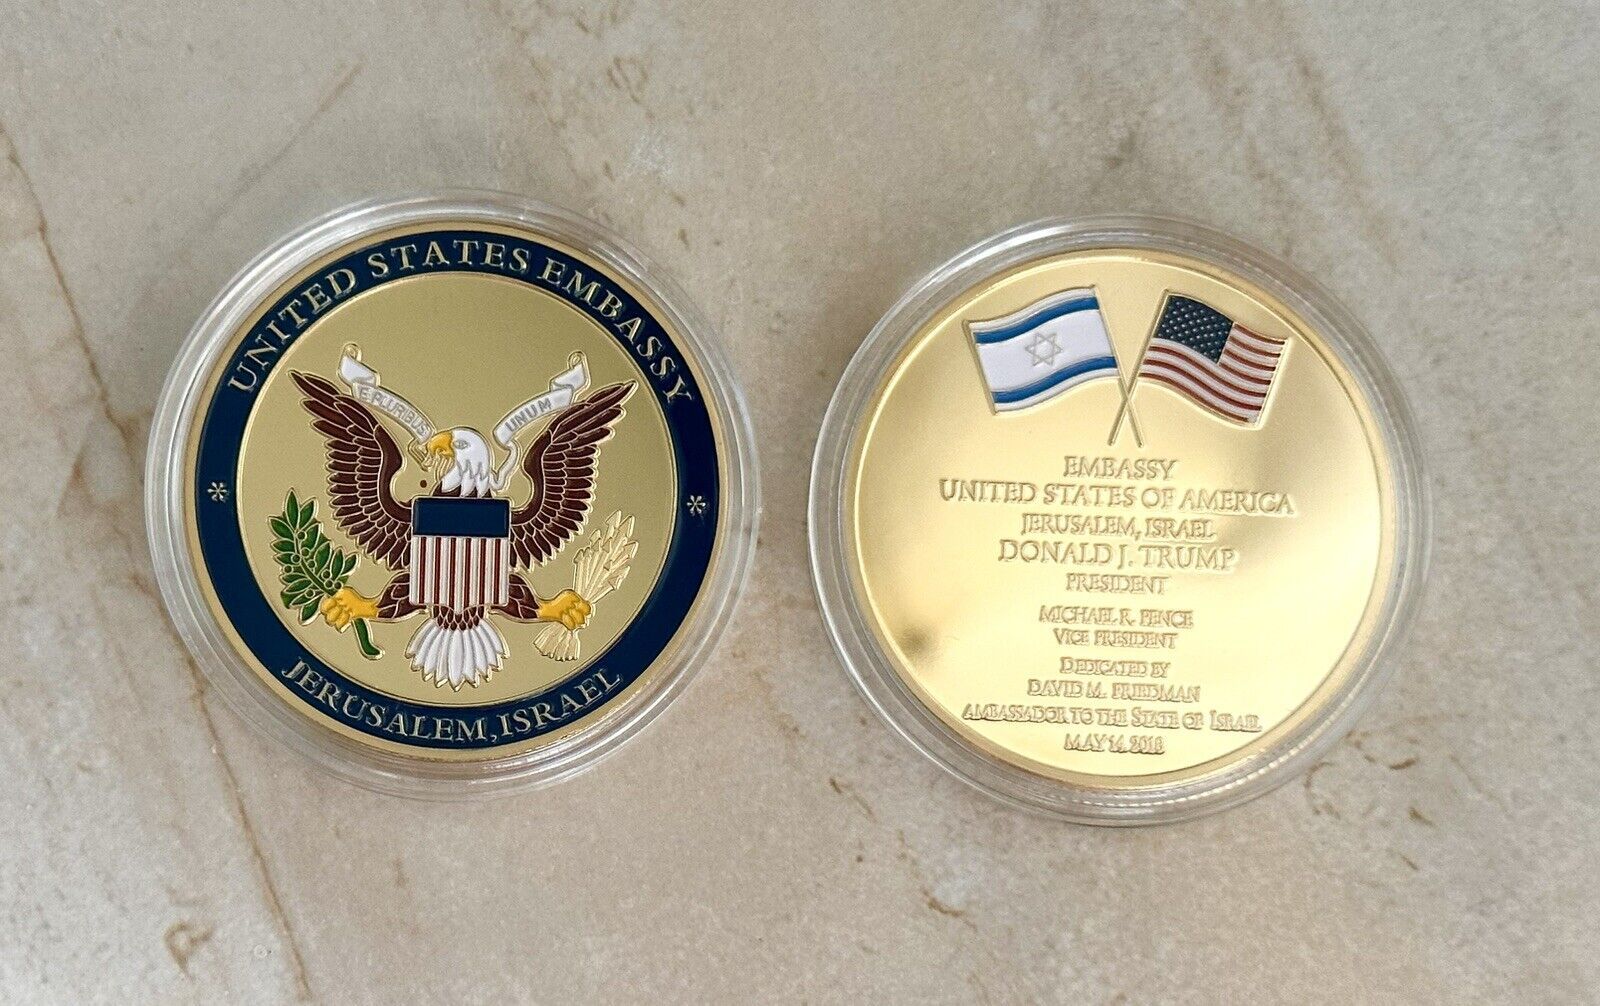 UNITED STATES EMBASSY
E PLURIBUS UNUM
JERUSALEM, ISRAEL
EMBASSY
UNITED STATES OF AMERICA
JERUSALEM, ISRAEL
DONALD J. TRUMP
PRESIDENT
MICHAEL R. PENCE
VICE PRESIDENT
DEDICATED BY
DAVID M. FRIEDMAN
AMBASSADOR TO THE STATE OF ISRAEL
MAY 14, 2018